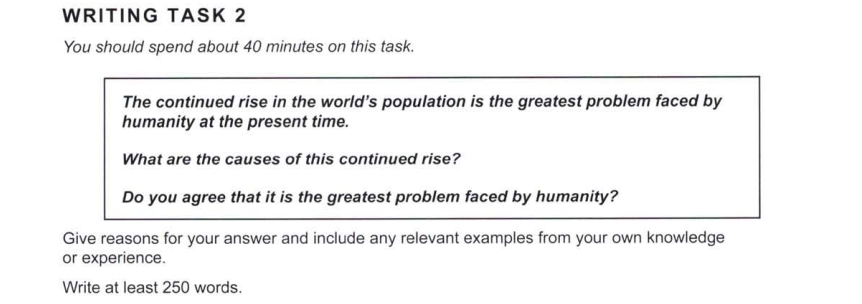 WRITING TASK 2
You should spend about 40 minutes on this task.
The continued rise in the world's population is the greatest problem faced by
humanity at the present time.
What are the causes of this continued rise?
Do you agree that it is the greatest problem faced by humanity?
Give reasons for your answer and include any relevant examples from your own knowledge
or experience.
Write at least 250 words.